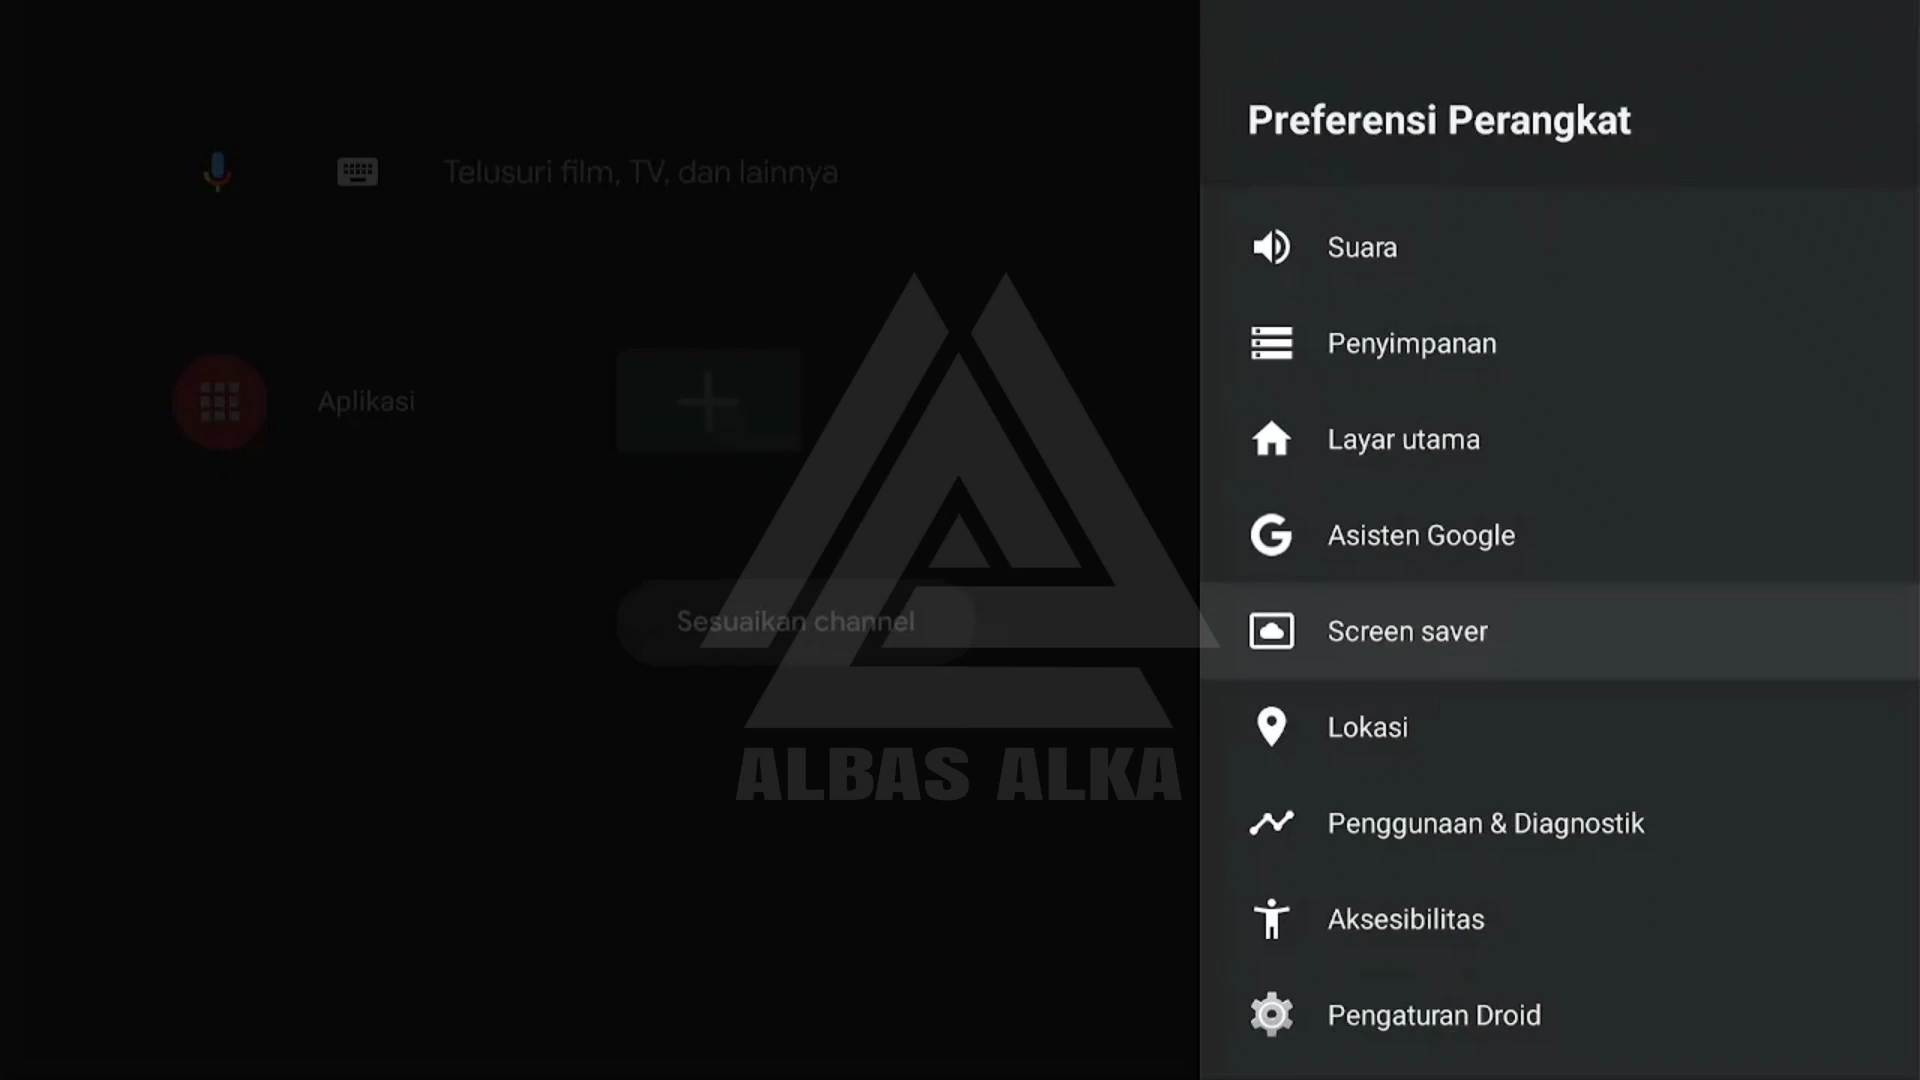 Telusuri film, TV, dan lainnya
Aplikasi
Sesuaikan channel
ALBAS ALKA
Preferensi Perangkat
Suara
Penyimpanan
Layar utama
Asisten Google
Screen saver
Lokasi
Penggunaan & Diagnostik
Aksesibilitas
Pengaturan Droid